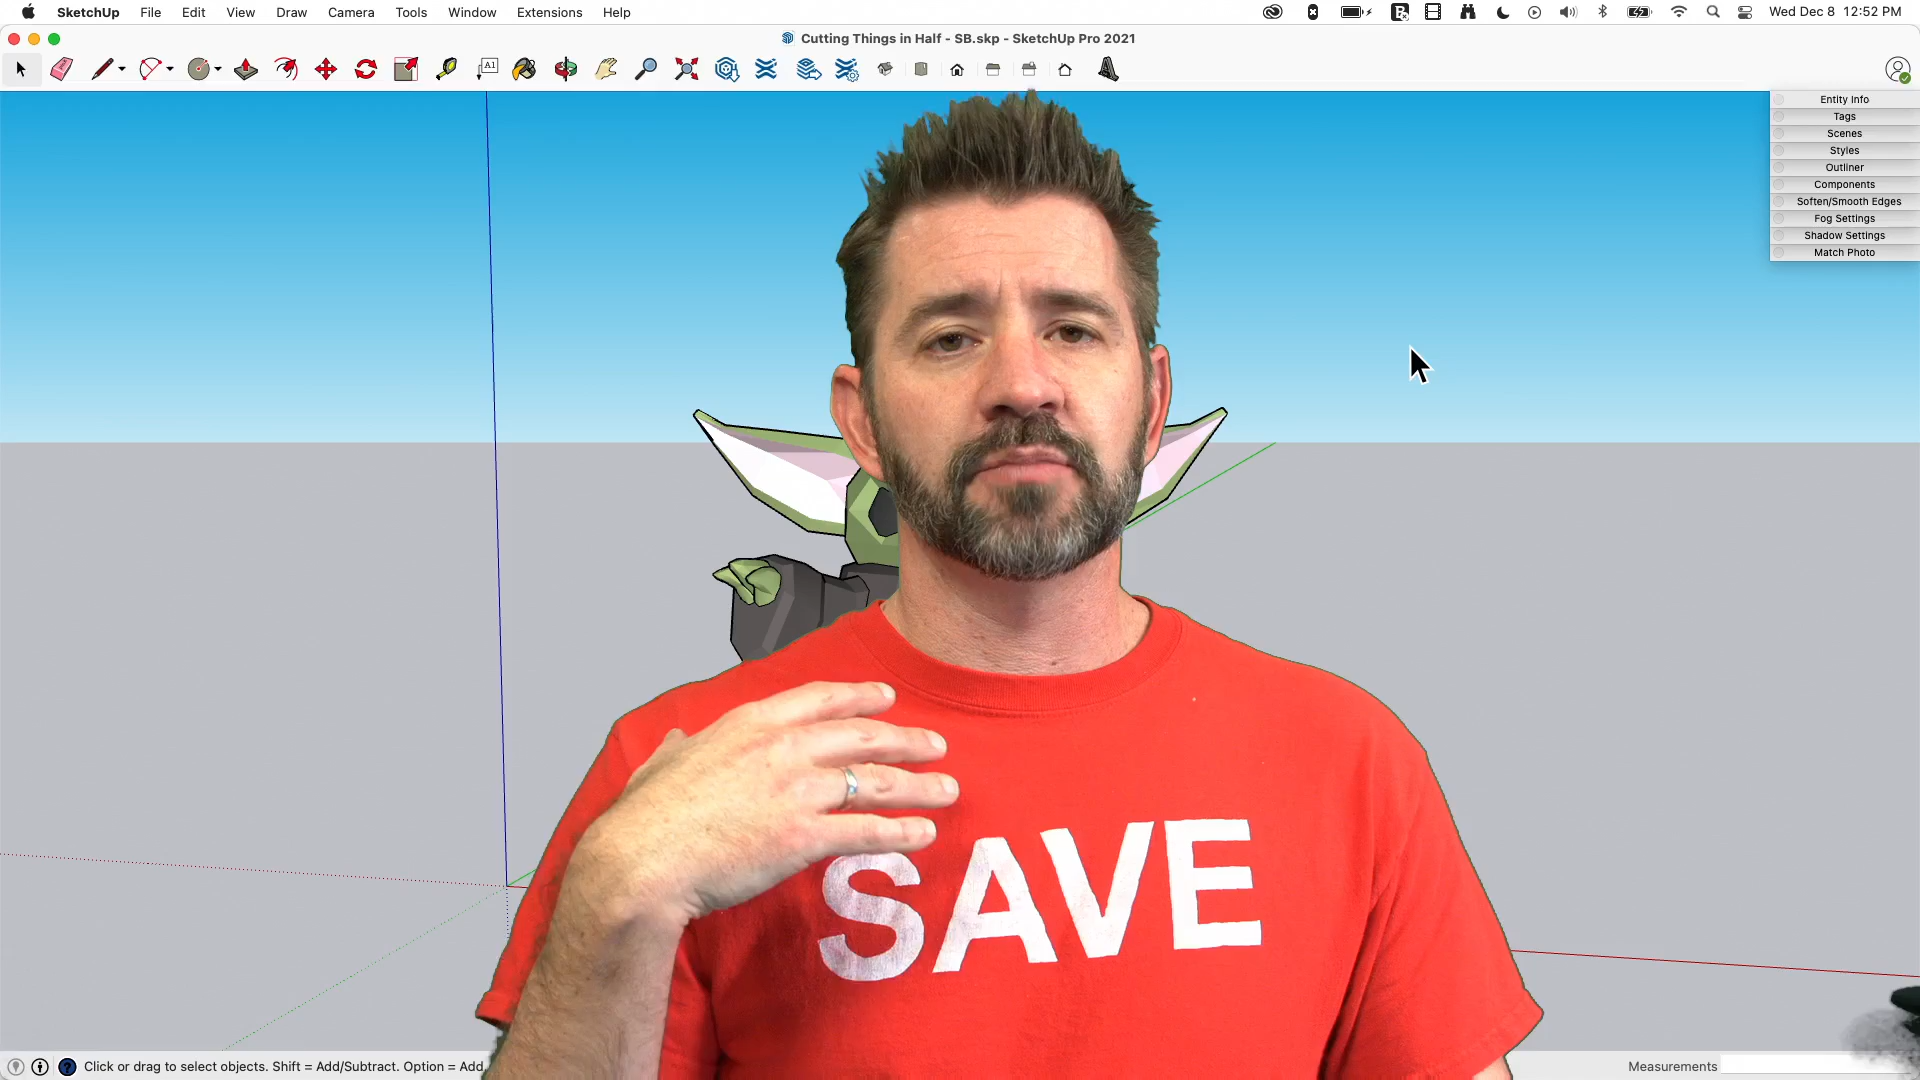 SketchUp File Edit View Draw Camera Tools Window Extensions Help Wed Dec 8 12:52 PM
Cutting Things in Half - SB.skp - SketchUp Pro 2021
A1
Entity Info
Tags
Scenes
Styles
Outliner
Components
Soften/Smooth Edges
Fog Settings
Shadow Settings
Match Photo
SAVE
Click or drag to select objects. Shift = Add/Subtract. Option = Add.
Measurements